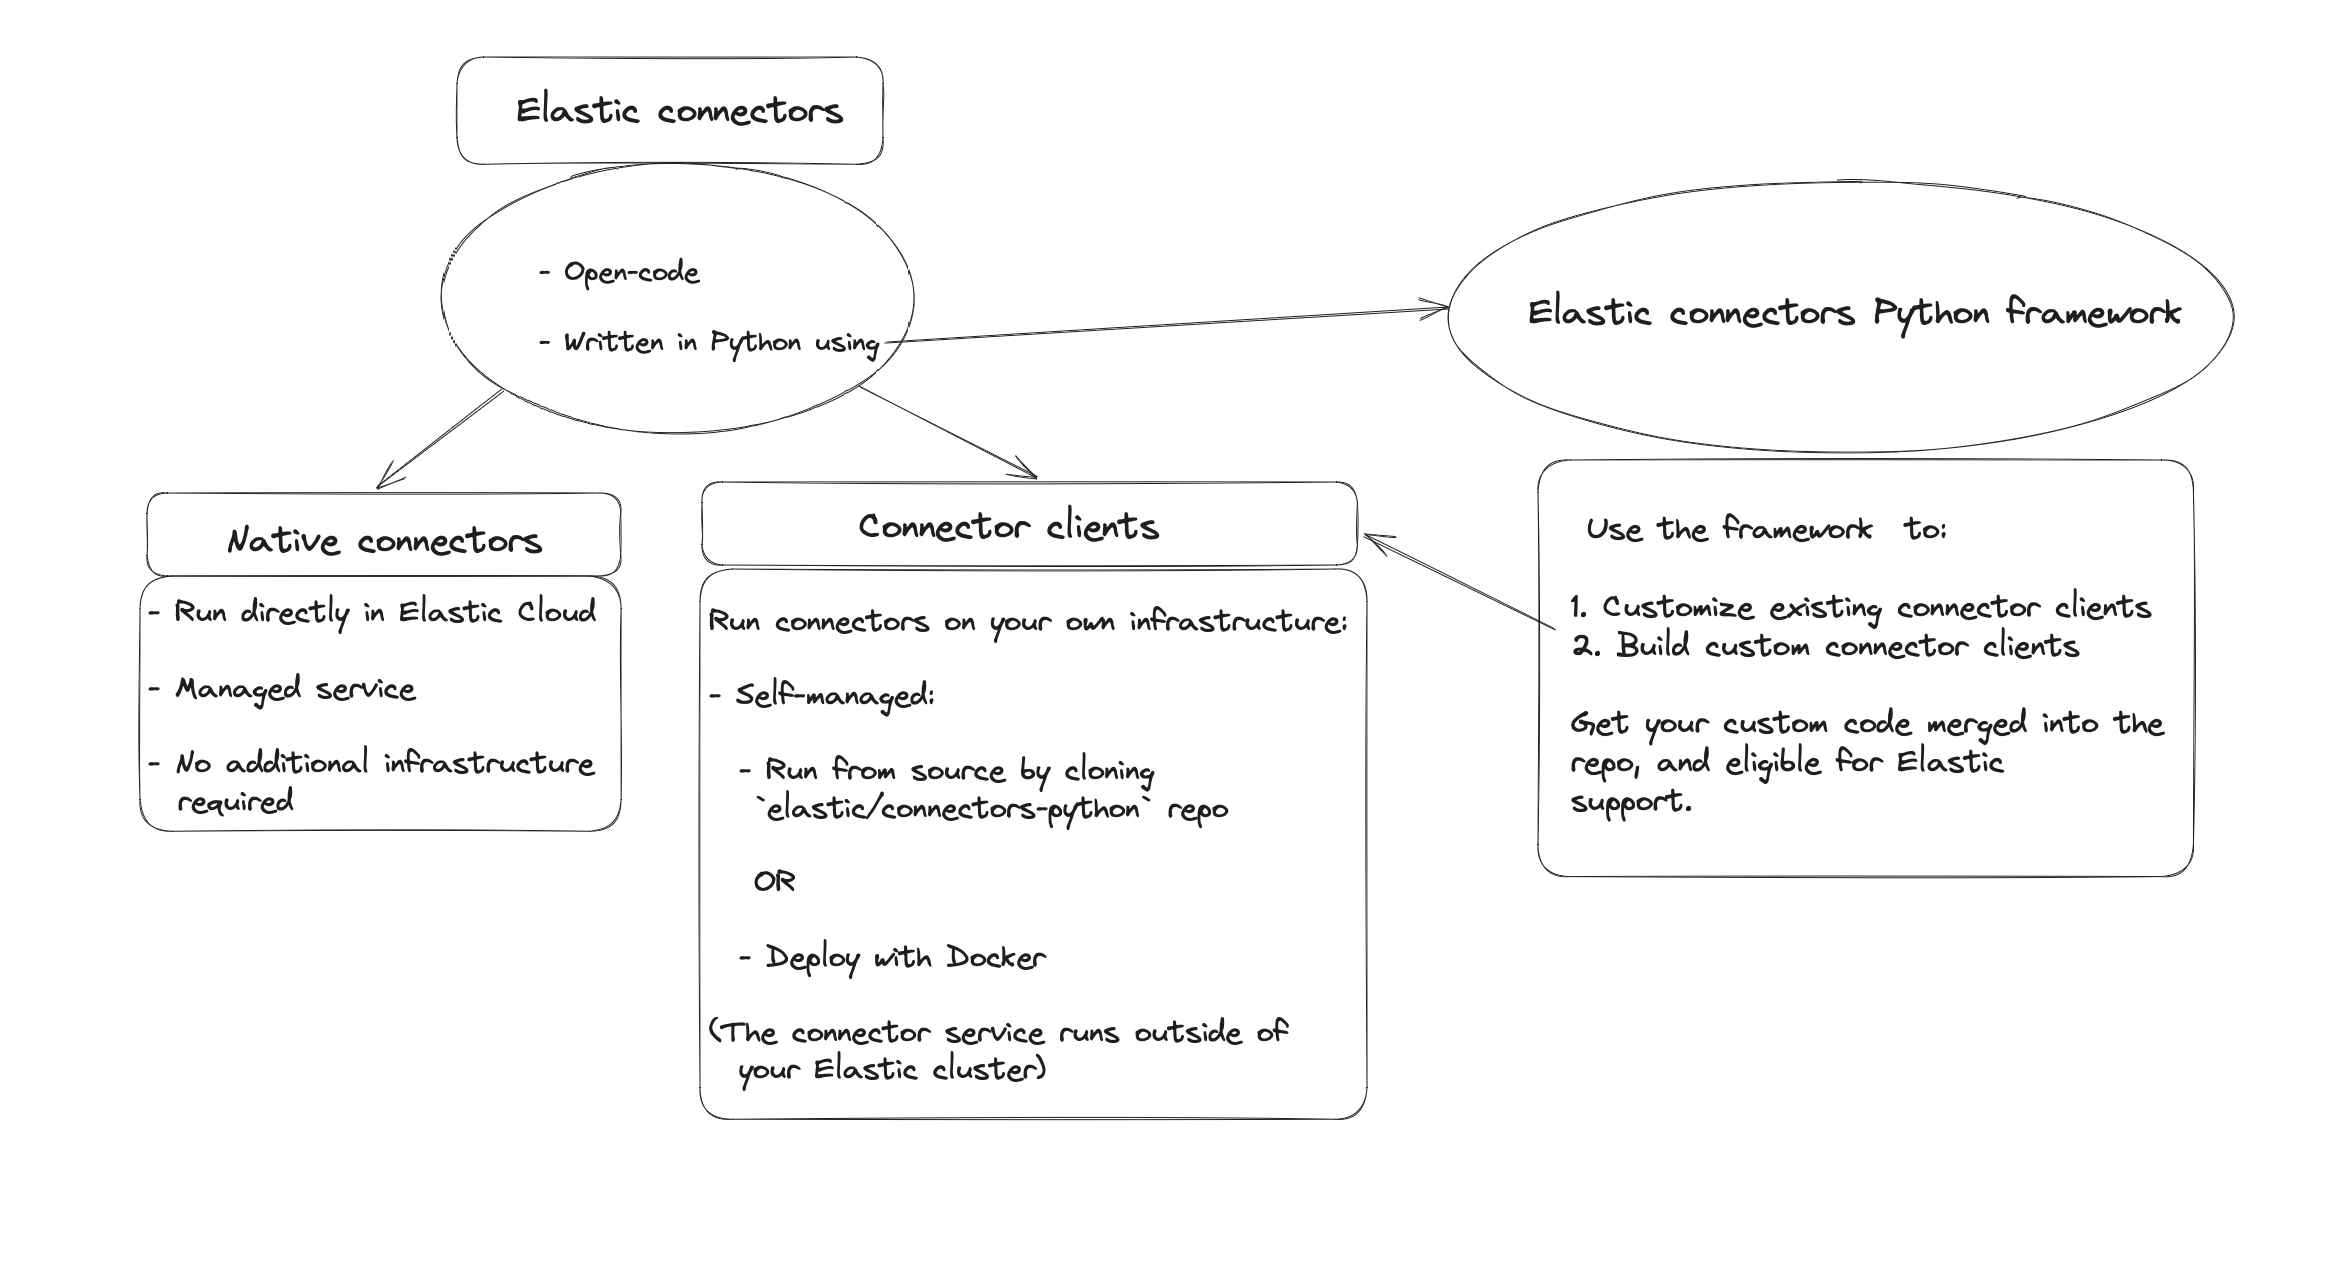 Elastic connectors
- Open-code
- Written in Python using
Elastic connectors Python framework
Native connectors
- Run directly in Elastic Cloud
- Managed service
- No additional infrastructure
required
Connector clients
Run connectors on your own infrastructure:
- Self-managed:
- Run from source by cloning
`elastic/connectors-python` repo
OR
- Deploy with Docker
(The connector service runs outside of
your Elastic cluster)
Use the framework to:
1. Customize existing connector clients
2. Build custom connector clients
Get your custom code merged into the
repo, and eligible for Elastic
support.